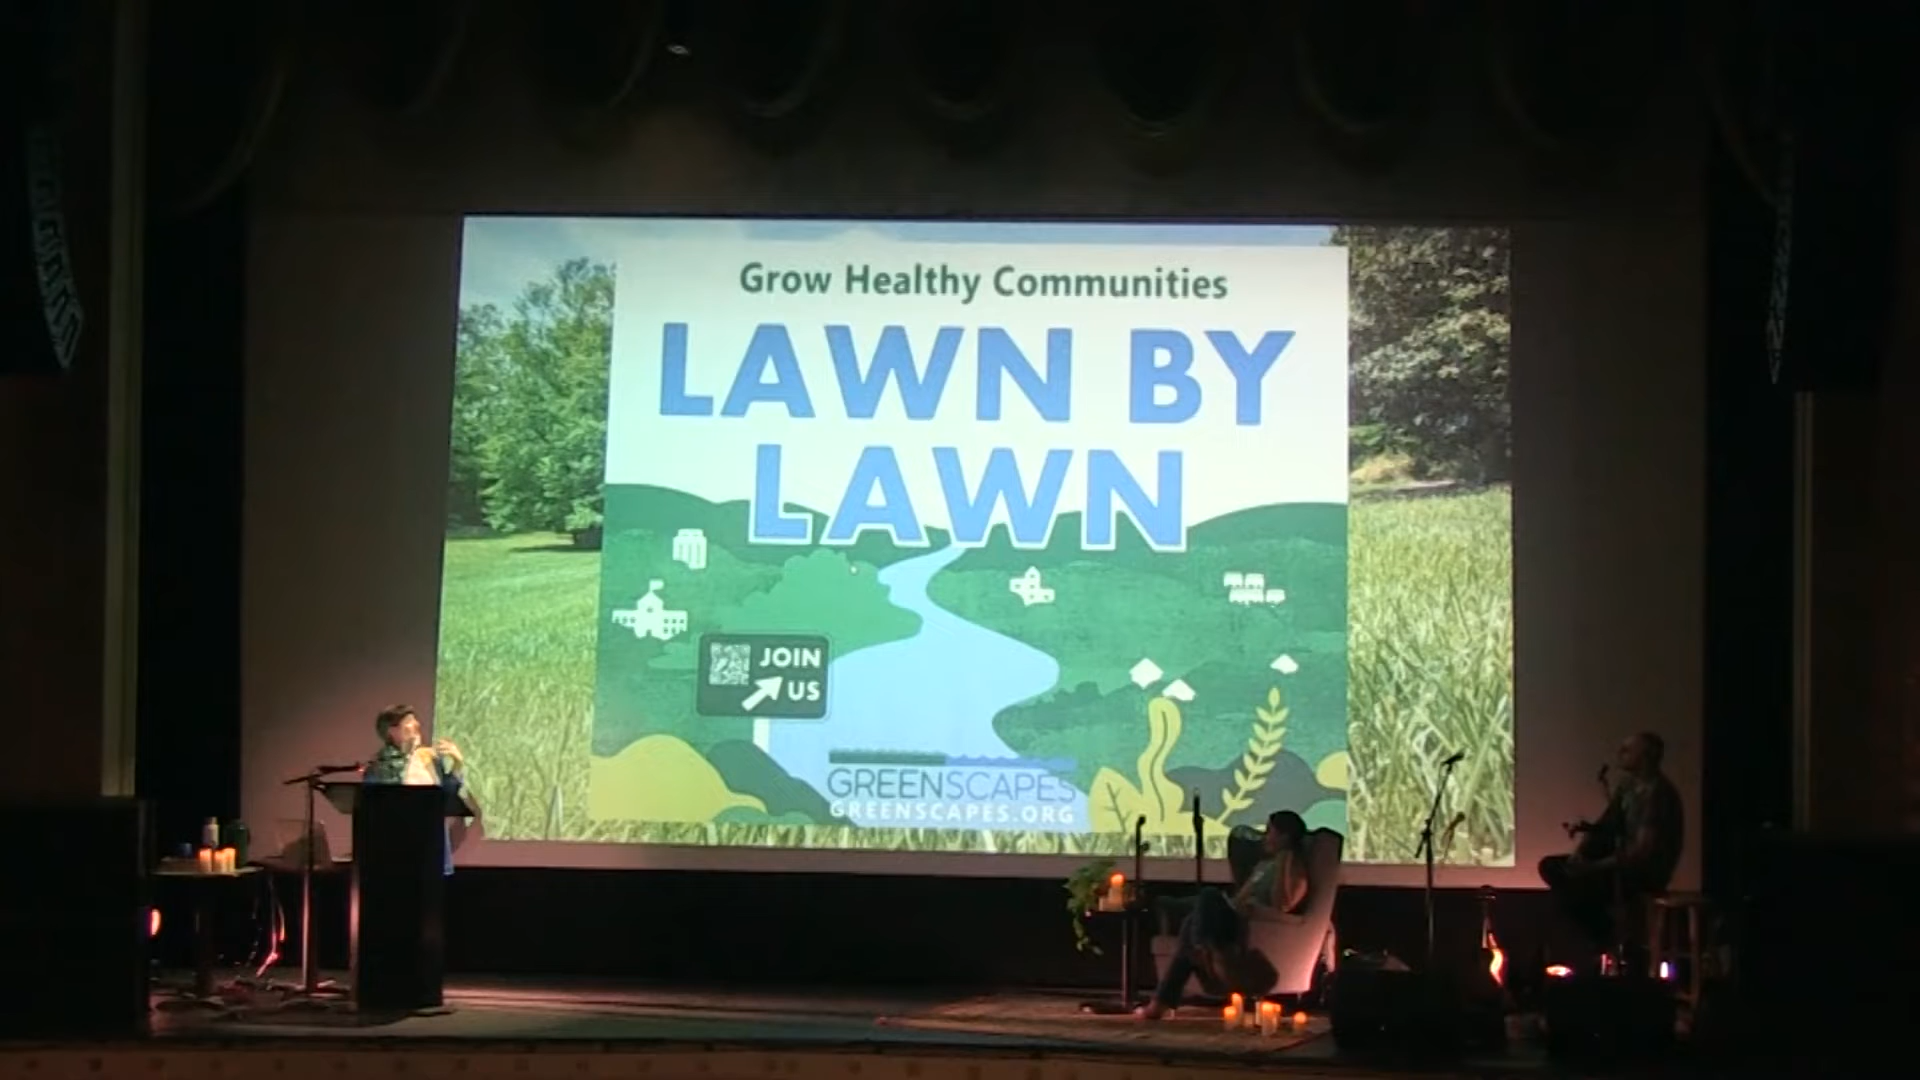 Grow Healthy Communities
LAWN BY
LAWN
JOIN
US
GREENSCAPES
GREENSCAPES.ORG